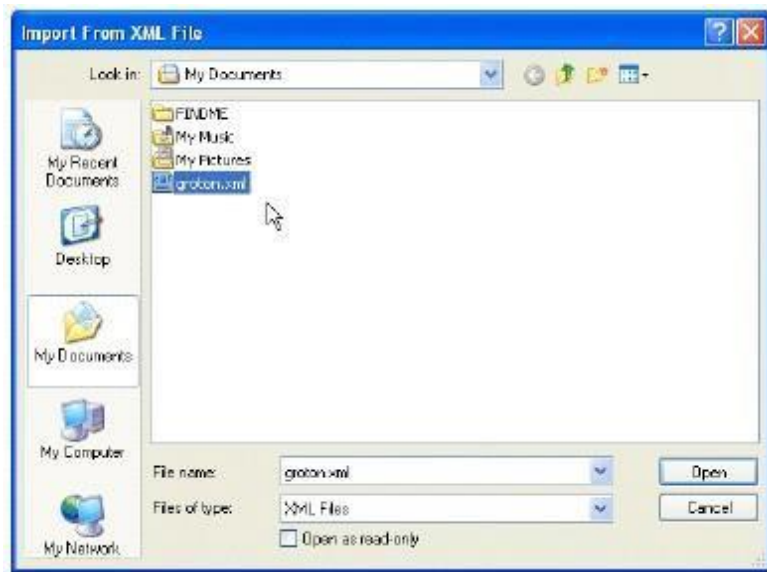 Import From XML File
Look in:
My Documents
FINDME
My Music
My Pictures
groton.xml
My Recent
Documents
Desktop
My Documents
My Computer
My Network
File name:
groton.xml
Open
Files of type:
XML Files
Cancel
Open as read-only